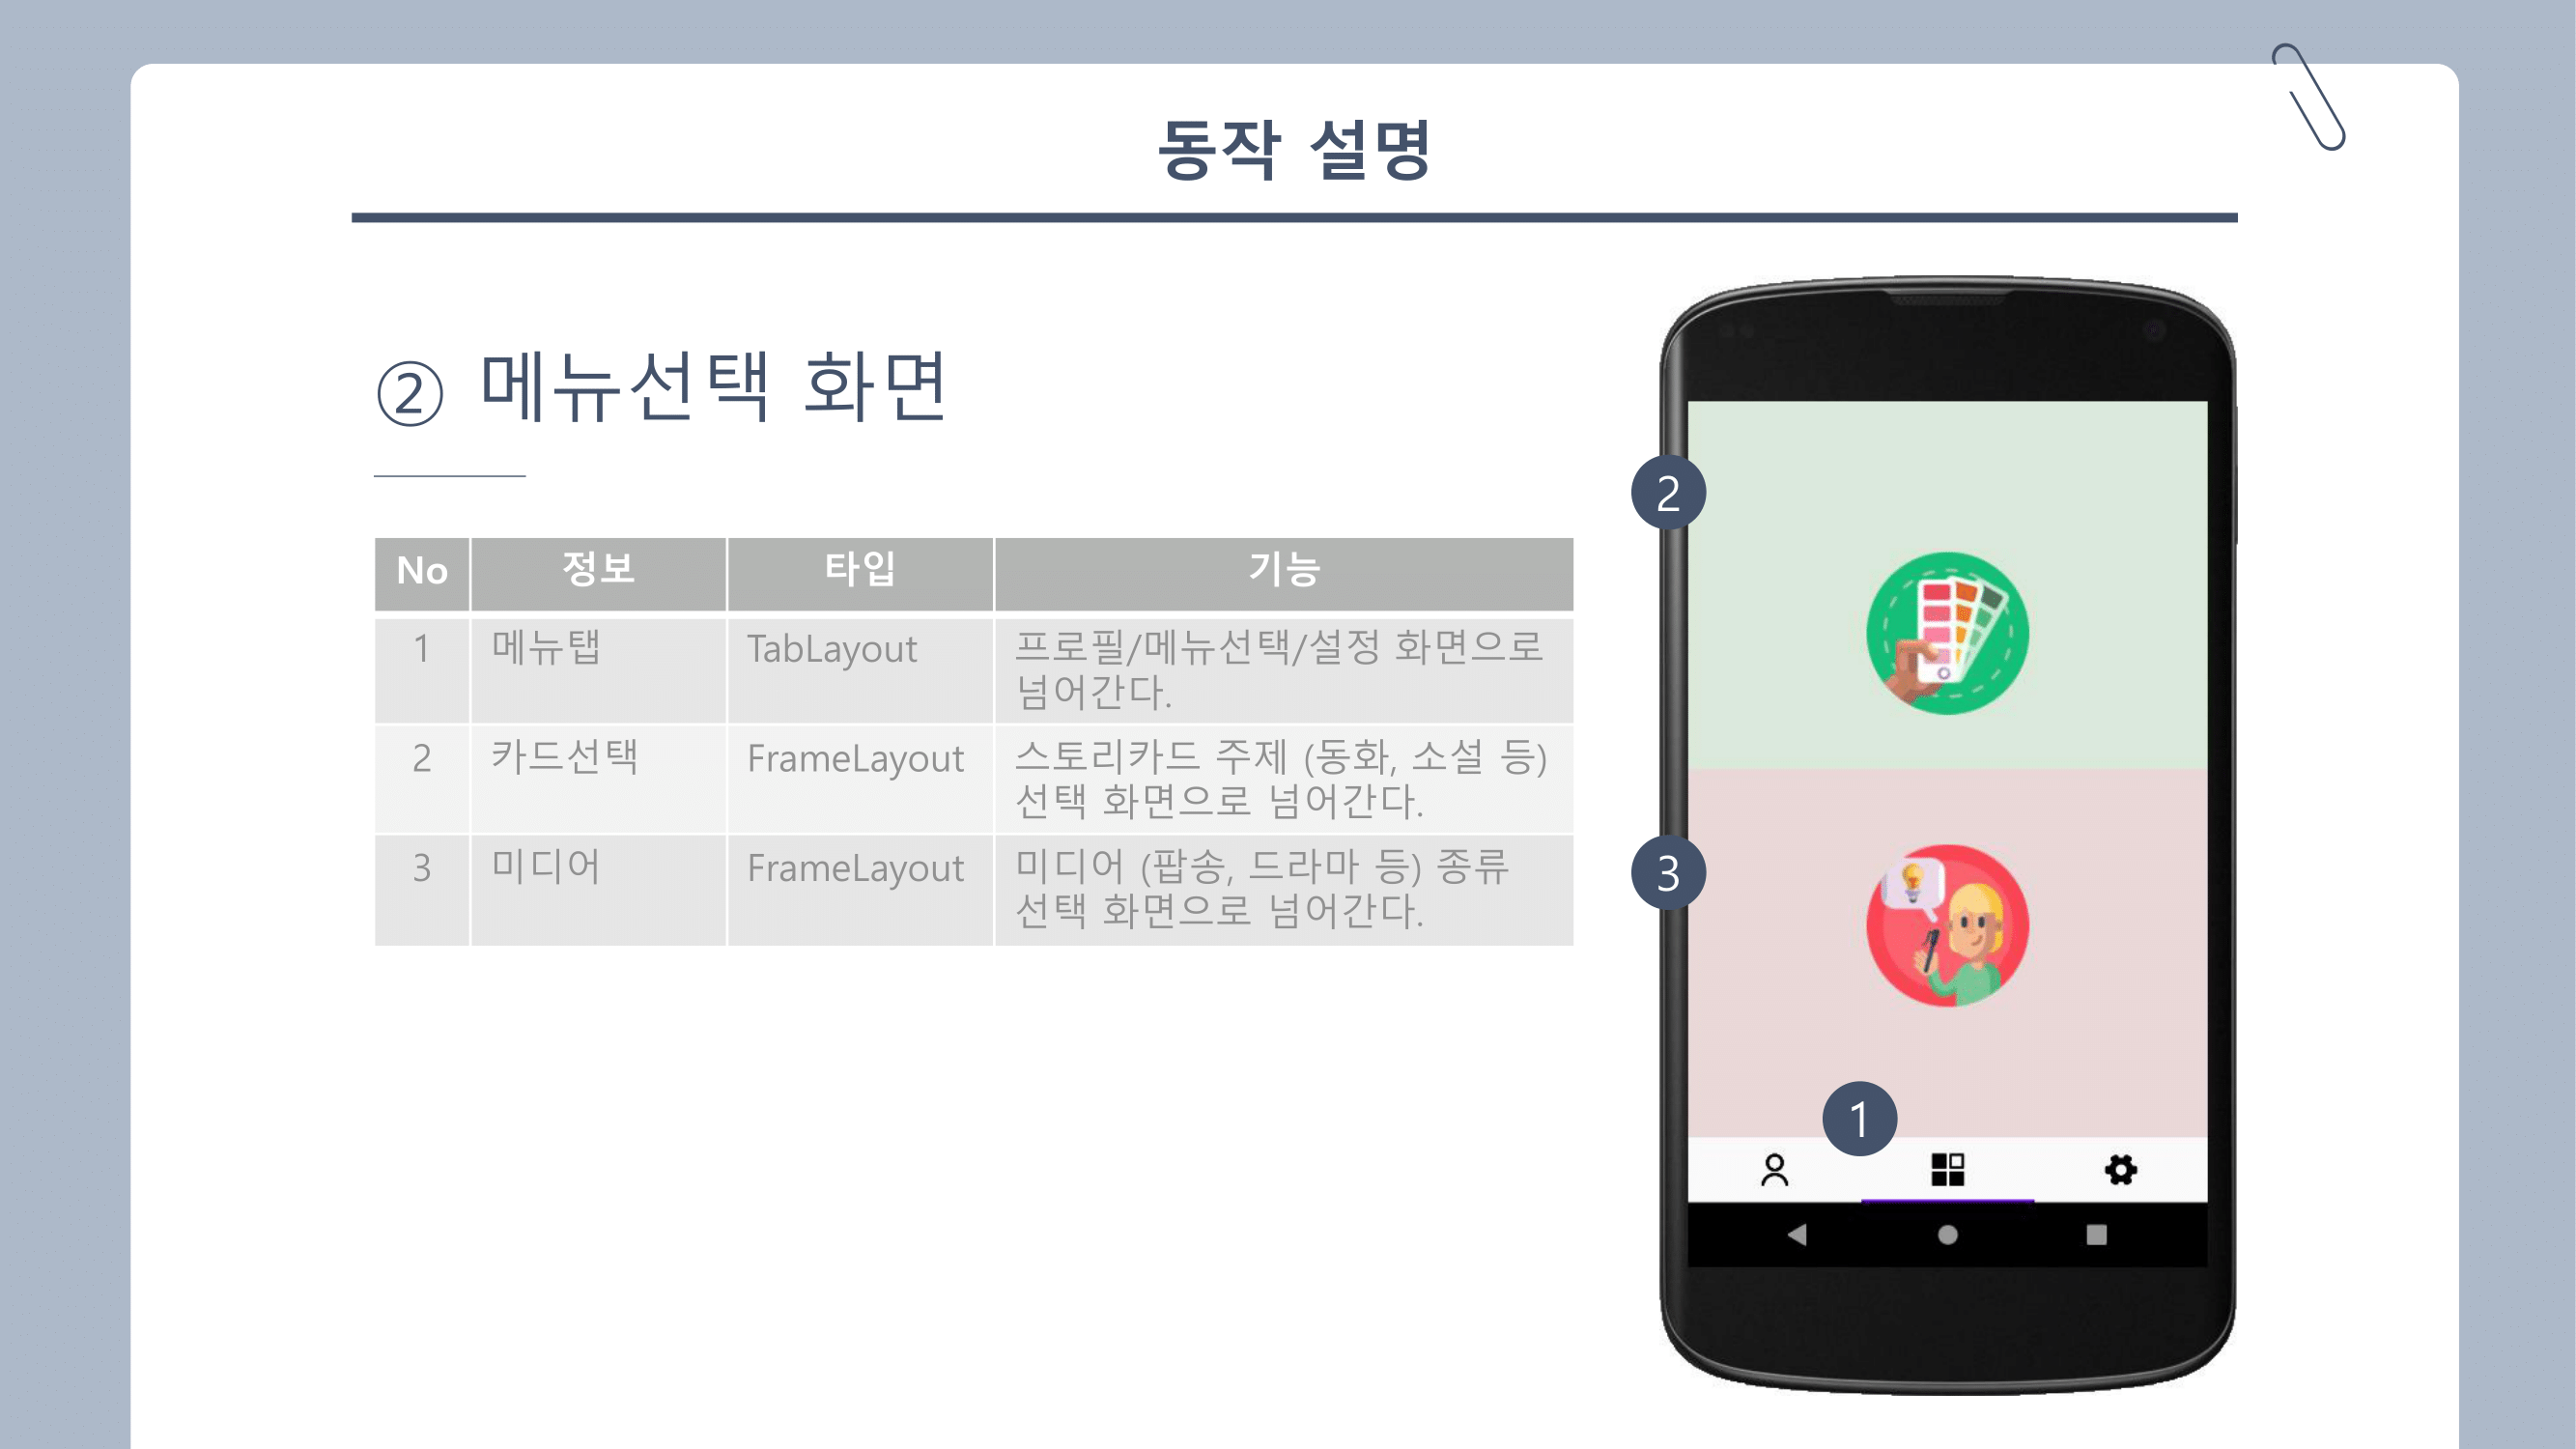 동작 설명
② 메뉴선택 화면
No 정보 타입 기능
1 메뉴탭 TabLayout 프로필/메뉴선택/설정 화면으로
넘어간다.
2 카드선택 FrameLayout 스토리카드 주제 (동화, 소설 등)
선택 화면으로 넘어간다.
3 미디어 FrameLayout 미디어 (팝송, 드라마 등) 종류
선택 화면으로 넘어간다.
2
3
1